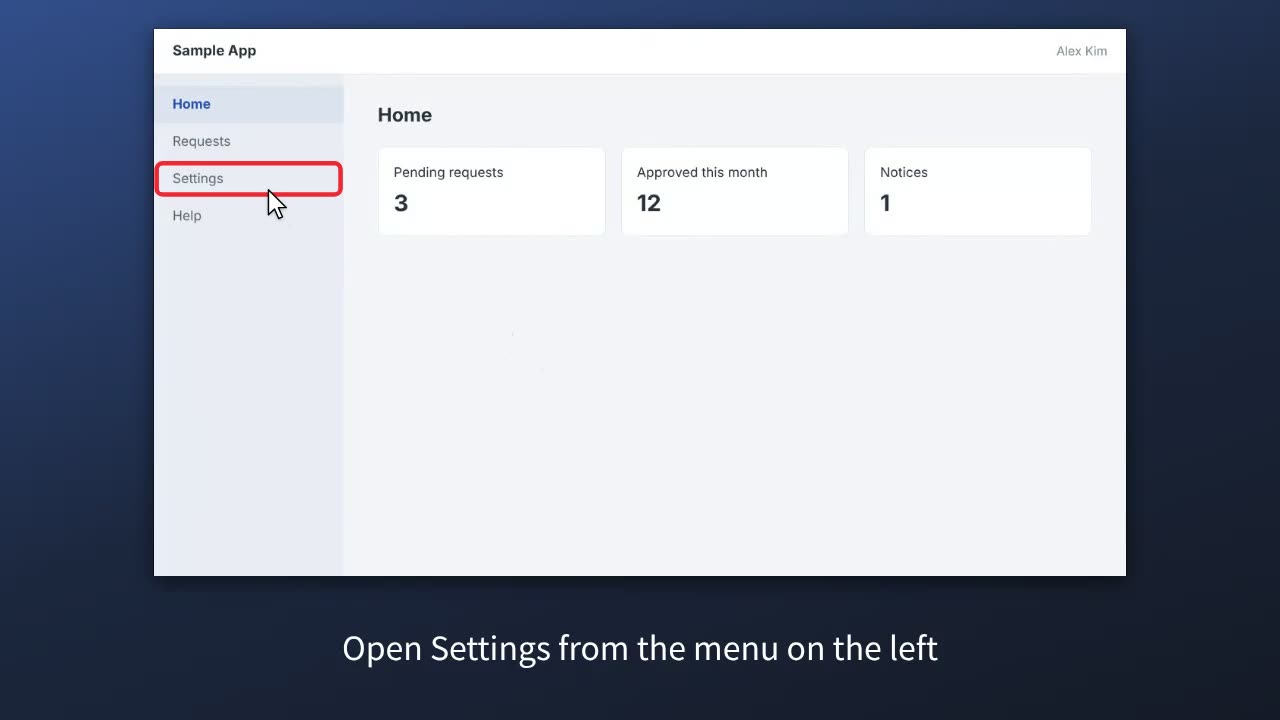 Sample App
Alex Kim
Home
Requests
Settings
Help
Home
Pending requests
3
Approved this month
12
Notices
1
Open Settings from the menu on the left